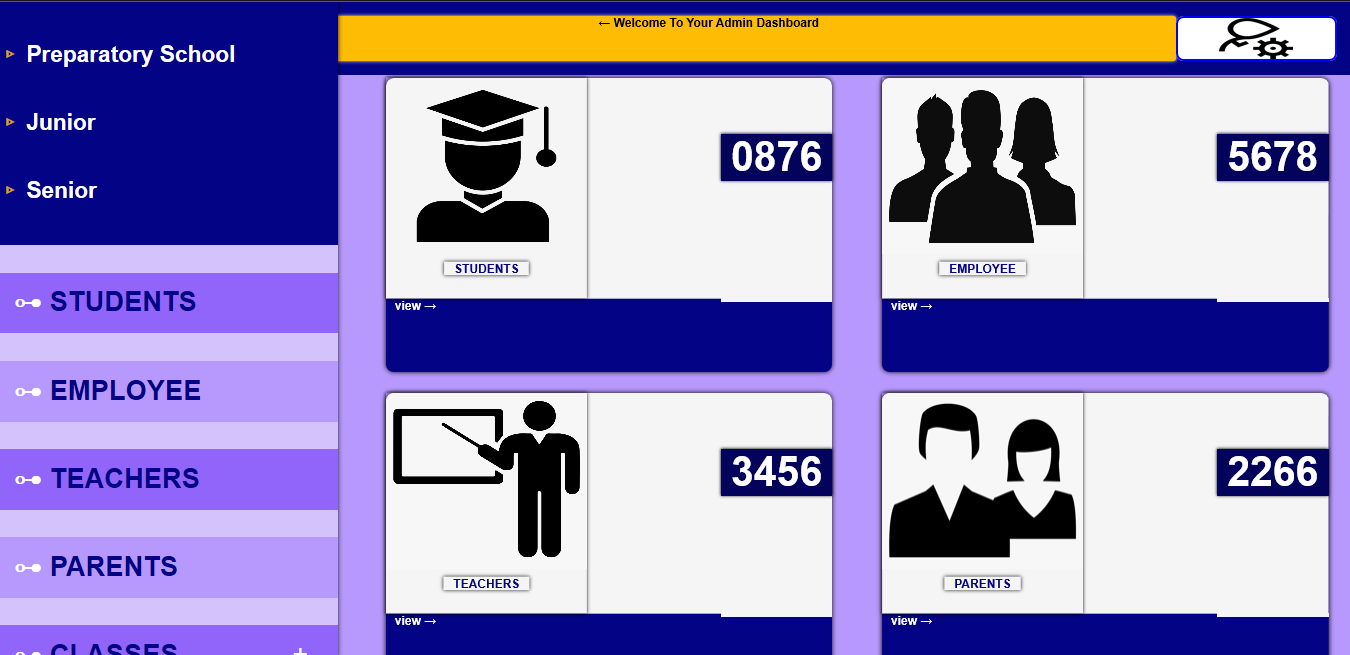 ← Welcome To Your Admin Dashboard
Preparatory School
Junior
Senior
STUDENTS
EMPLOYEE
TEACHERS
PARENTS
CLASSES +
0876
STUDENTS
view →
5678
EMPLOYEE
view →
3456
TEACHERS
view →
2266
PARENTS
view →